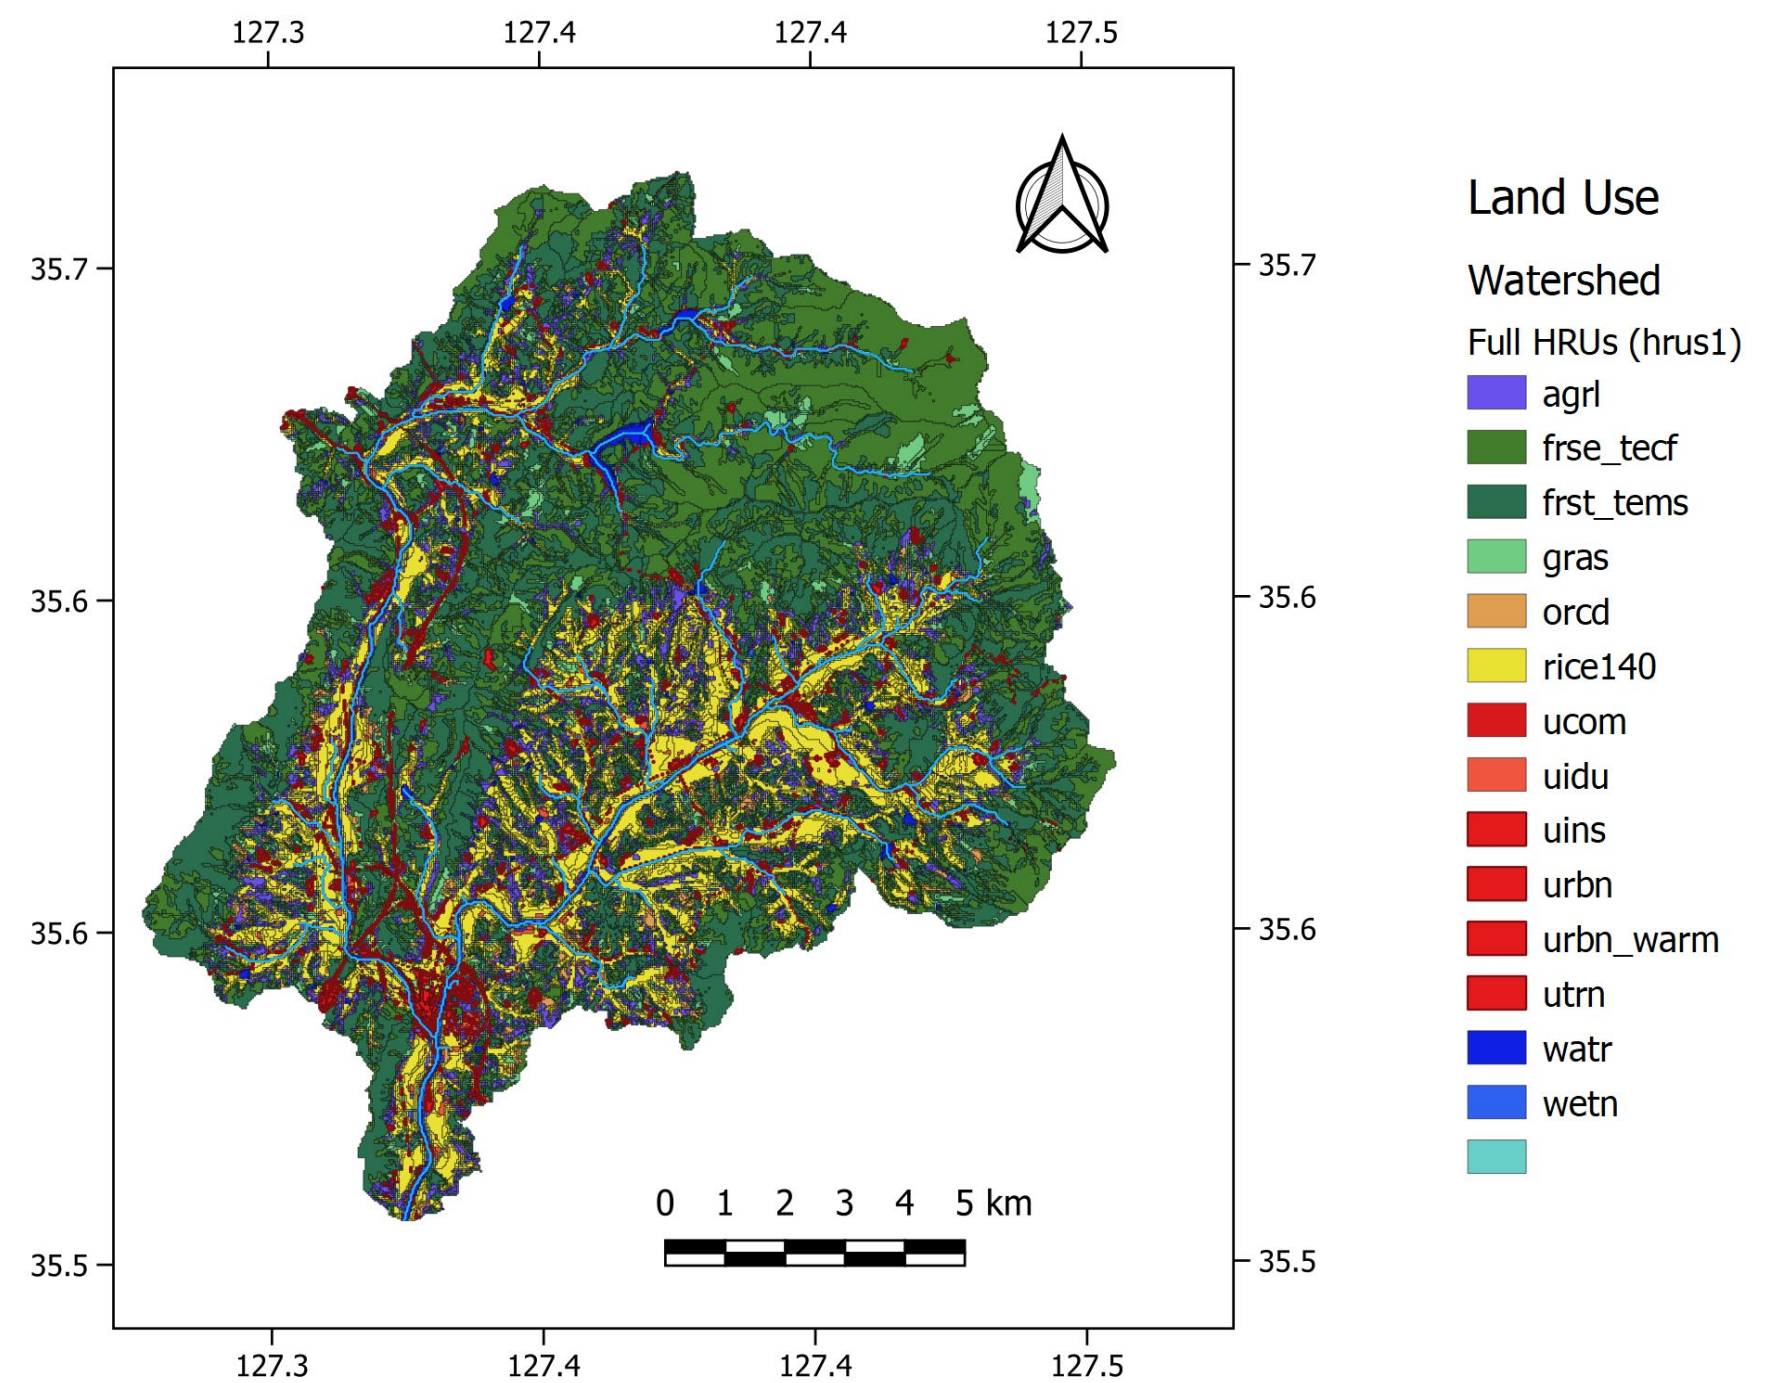 127.3 127.4 127.4 127.5
35.7 35.7
35.6 35.6
35.6 35.6
35.5 35.5
0 1 2 3 4 5 km
127.3 127.4 127.4 127.5
Land Use
Watershed
Full HRUs (hrus1)
agrl
frse_tecf
frst_tems
gras
orcd
rice140
ucom
uidu
uins
urbn
urbn_warm
utrn
watr
wetn